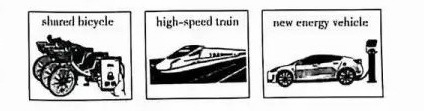 shared bicycle
high-speed train
new energy vehicle